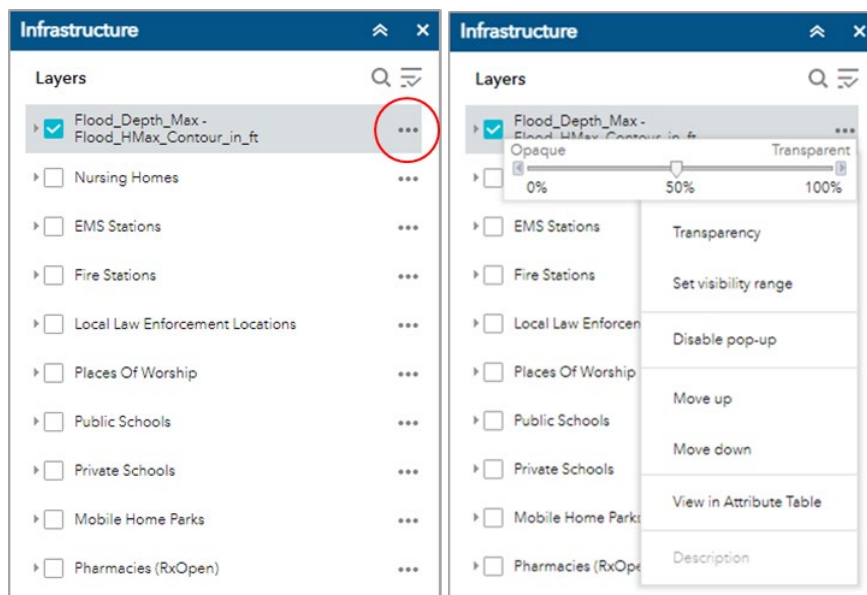 Infrastructure
Layers
Flood_Depth_Max -
Flood_HMax_Contour_in_ft
Nursing Homes
EMS Stations
Fire Stations
Local Law Enforcement Locations
Places Of Worship
Public Schools
Private Schools
Mobile Home Parks
Pharmacies (RxOpen)
Infrastructure
Layers
Flood_Depth_Max -
Flood_HMax_Contour_in_ft
Opaque Transparent
0% 50% 100%
EMS Stations
Fire Stations
Local Law Enforcen
Places Of Worship
Public Schools
Private Schools
Mobile Home Parks
Pharmacies (RxOpe
Transparency
Set visibility range
Disable pop-up
Move up
Move down
View in Attribute Table
Description